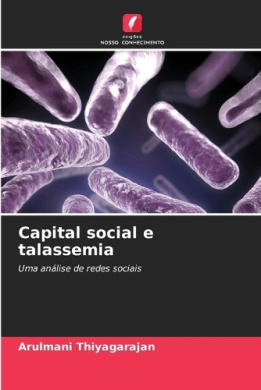 edições
NOSSO CONHECIMENTO
Capital social e
talassemia
Uma análise de redes sociais
Arulmani Thiyagarajan